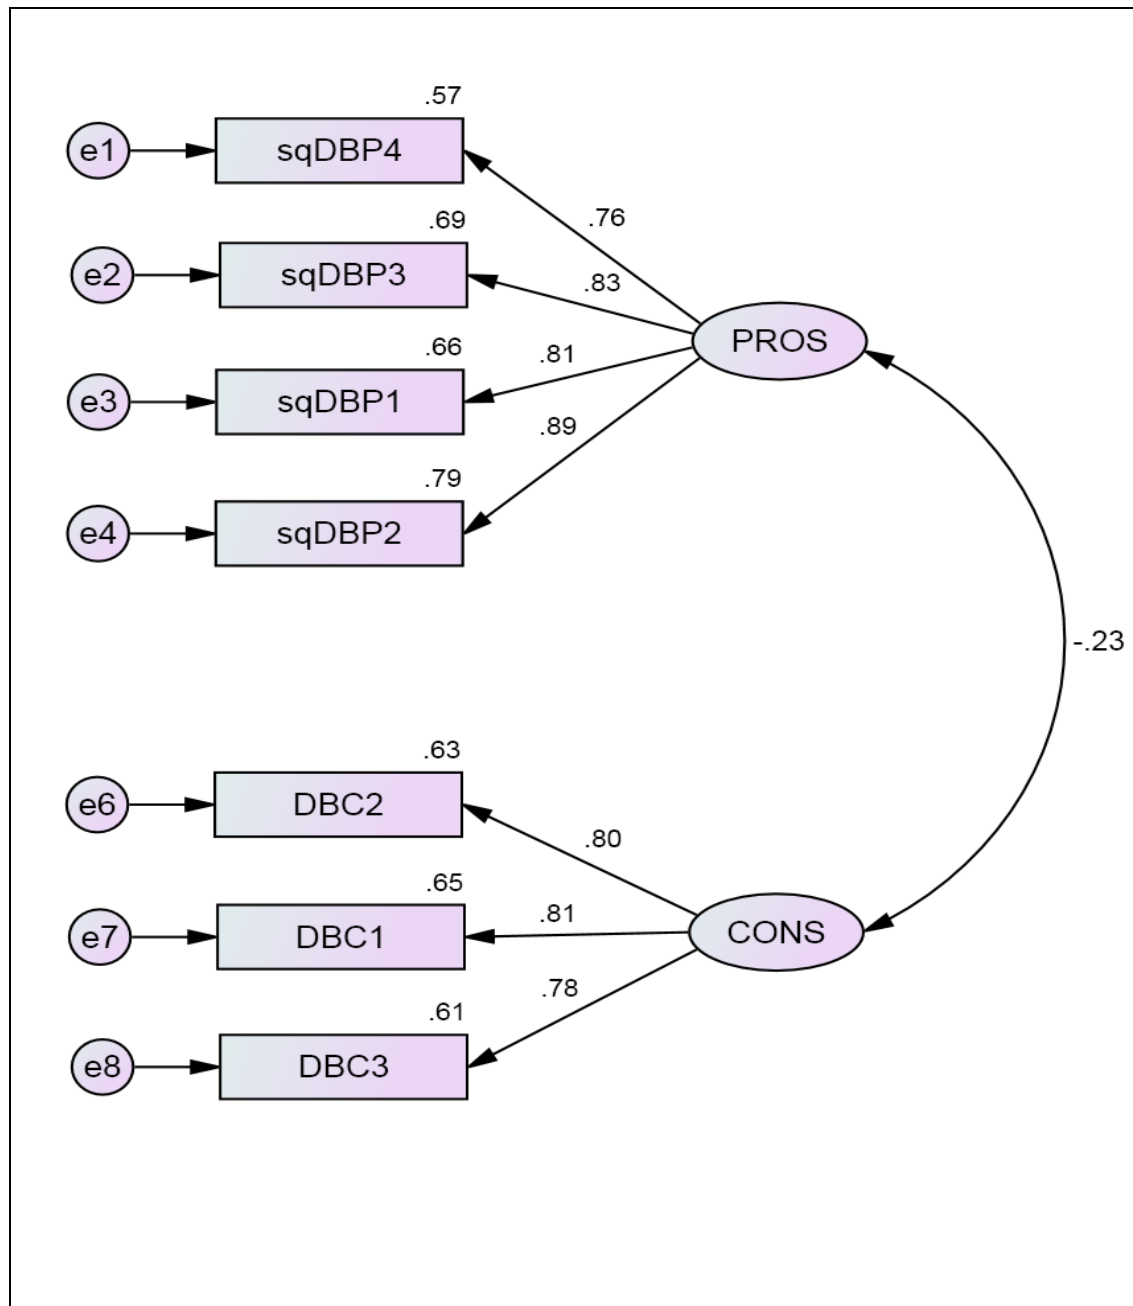 .57
e1
sqDBP4
.76
.69
e2
sqDBP3
.83
PROS
.66
e3
sqDBP1
.81
.89
.79
e4
sqDBP2
-.23
.63
e6
DBC2
.80
.65
e7
DBC1
.81
CONS
.78
.61
e8
DBC3